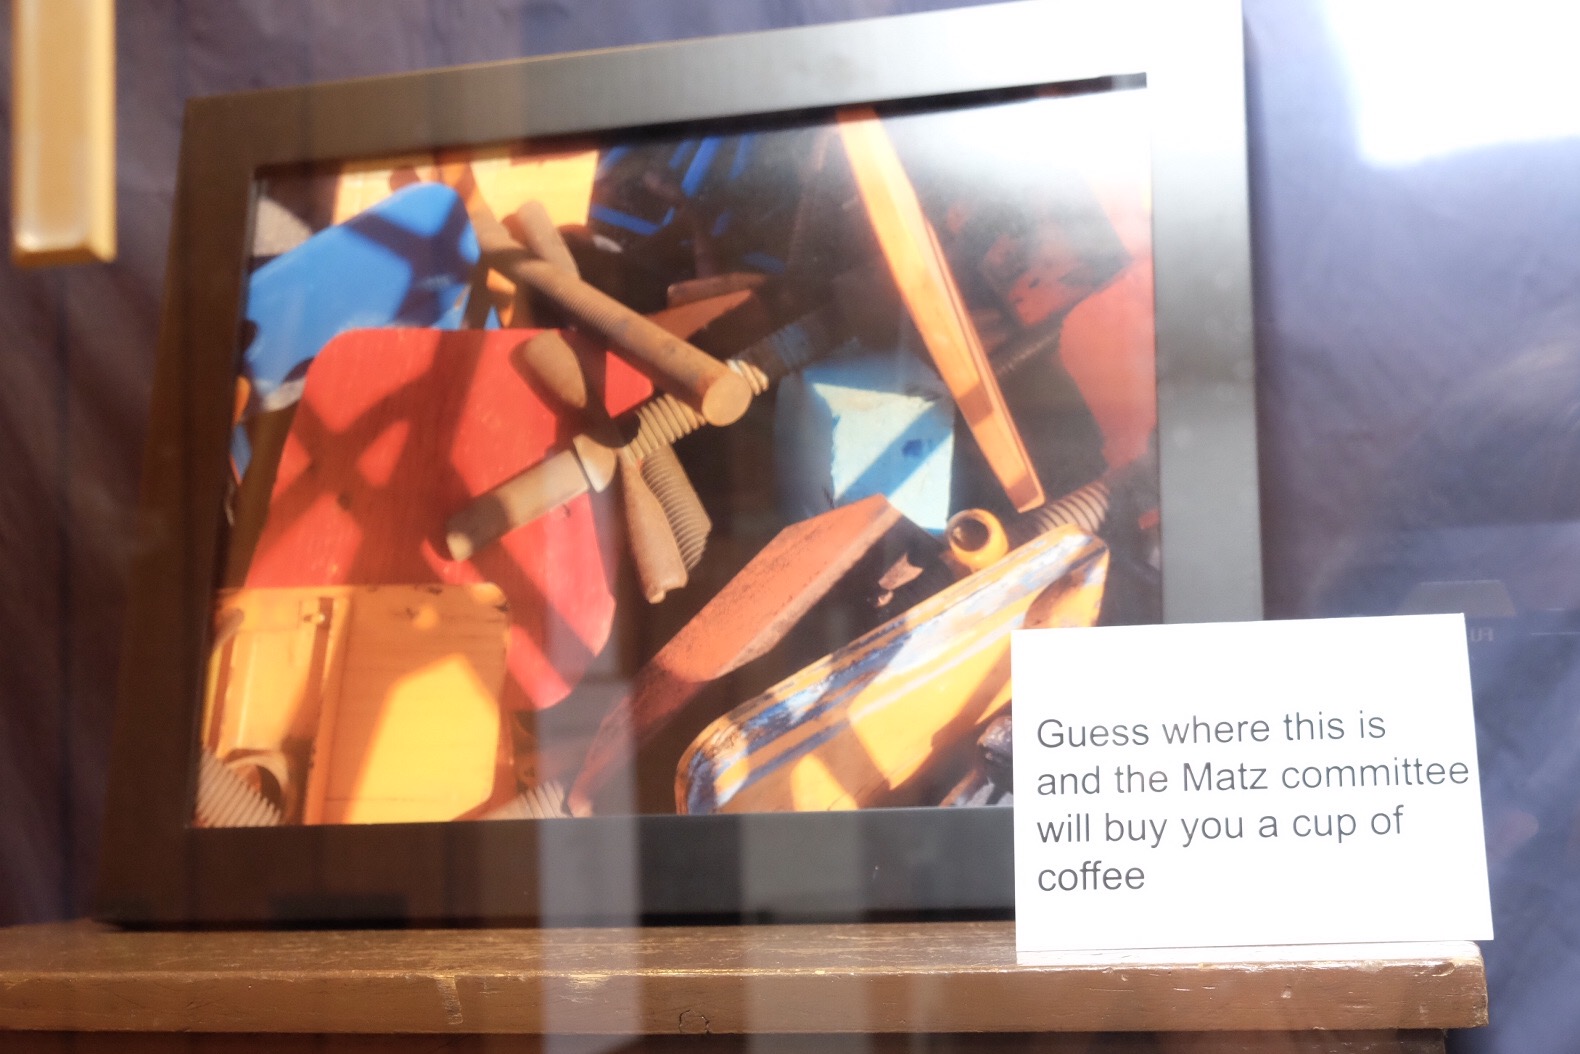 Guess where this is
and the Matz committee
will buy you a cup of
coffee